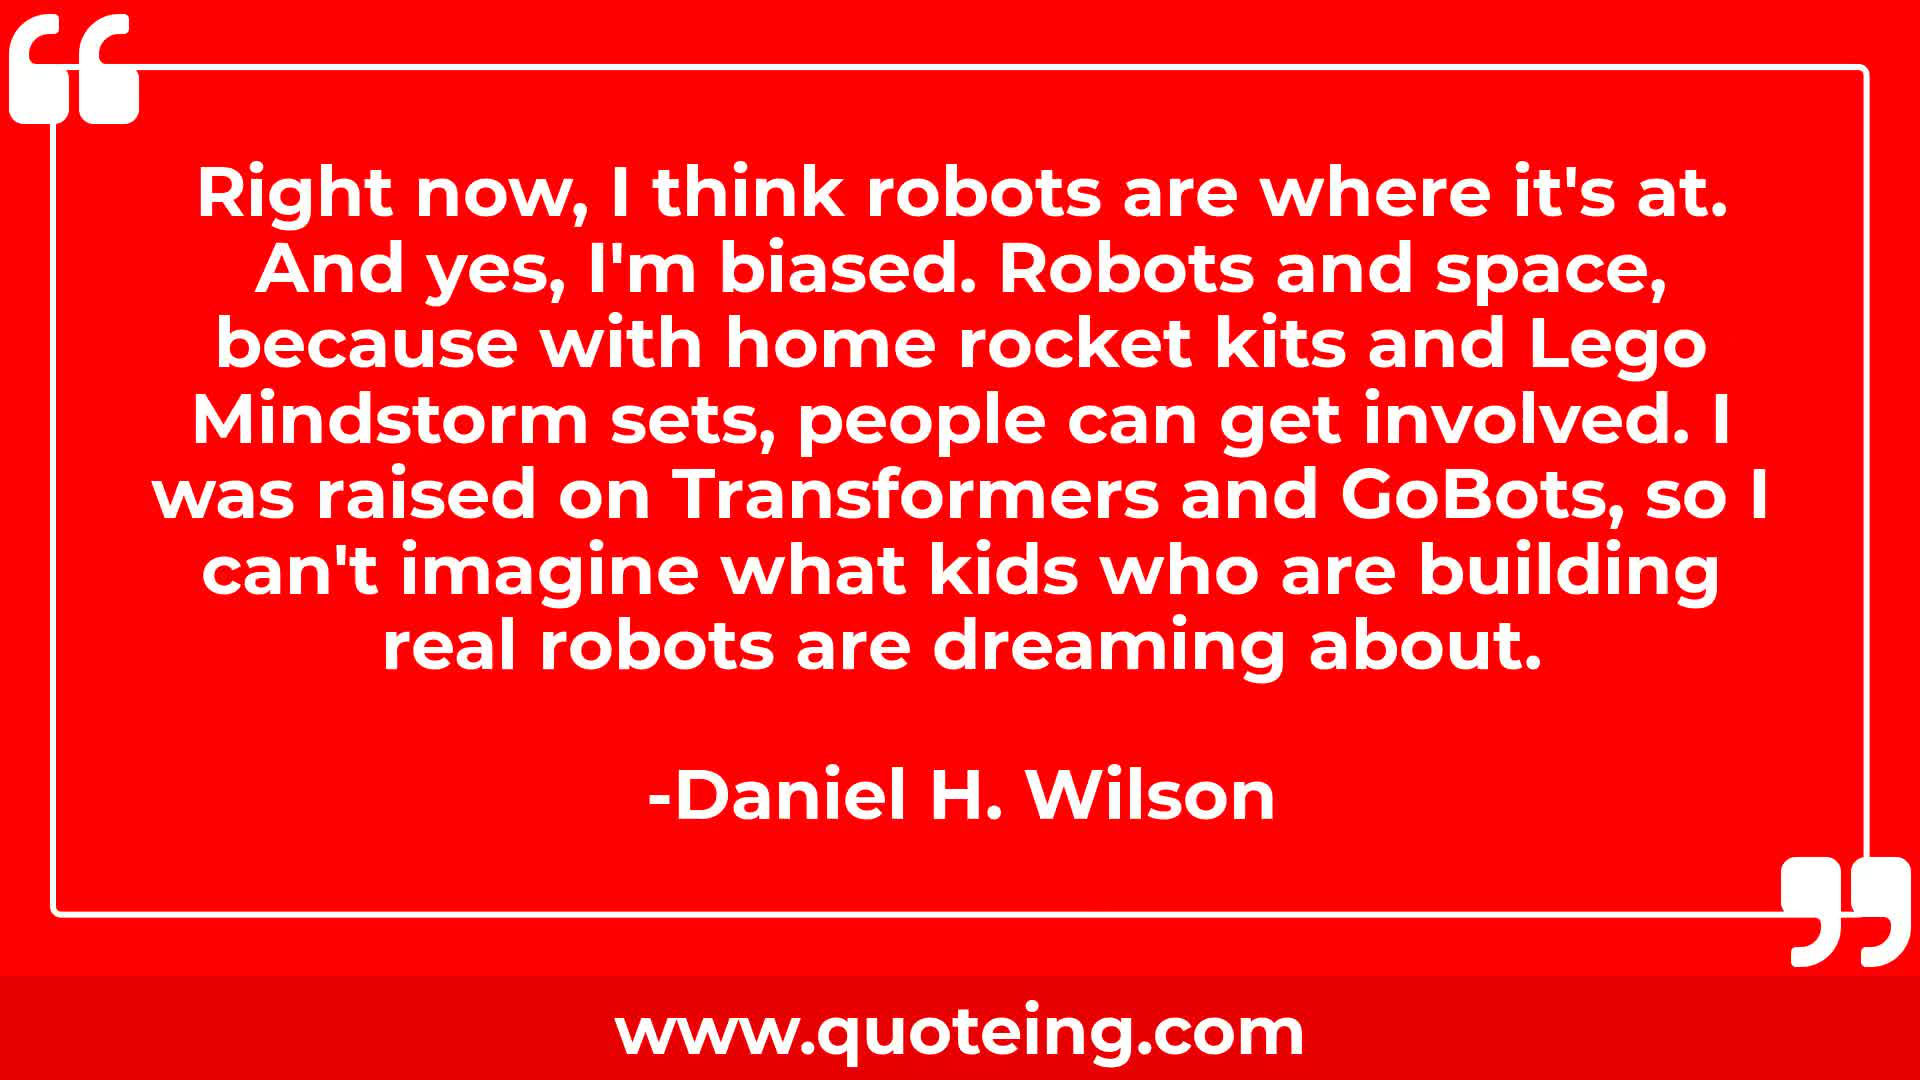 Right now, I think robots are where it's at.
And yes, I'm biased. Robots and space,
because with home rocket kits and Lego
Mindstorm sets, people can get involved. I
was raised on Transformers and GoBots, so I
can't imagine what kids who are building
real robots are dreaming about.
-Daniel H. Wilson
www.quoteing.com